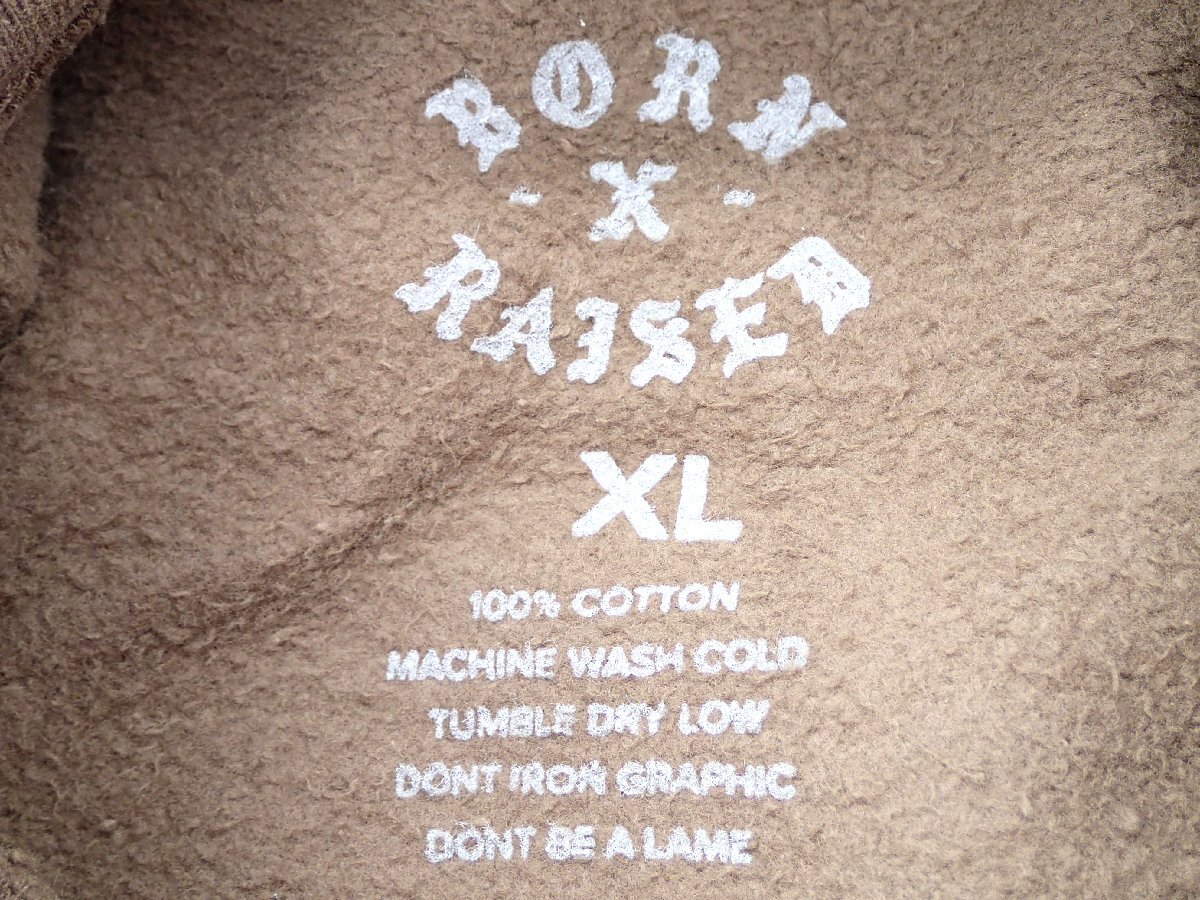 BORN
- X -
RAISED
XL
100% COTTON
MACHINE WASH COLD
TUMBLE DRY LOW
DONT IRON GRAPHIC
DONT BE A LAME